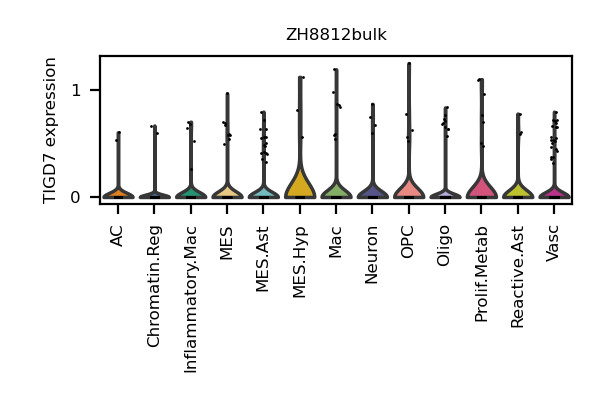 ZH8812bulk
TIGD7 expression
1
0
AC
Chromatin.Reg
Inflammatory.Mac
MES
MES.Ast
MES.Hyp
Mac
Neuron
OPC
Oligo
Prolif.Metab
Reactive.Ast
Vasc